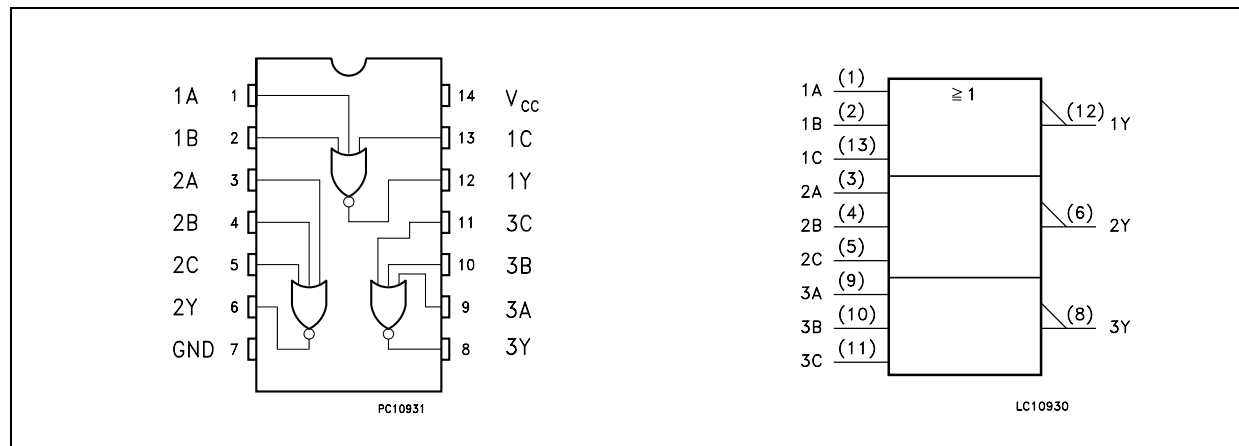 1A 1 14 V_CC
1B 2 13 1C
2A 3 12 1Y
2B 4 11 3C
2C 5 10 3B
2Y 6 9 3A
GND 7 8 3Y
PC10931
≧1
1A (1)
1B (2)
1C (13)
2A (3)
2B (4)
2C (5)
3A (9)
3B (10)
3C (11)
(12) 1Y
(6) 2Y
(8) 3Y
LC10930